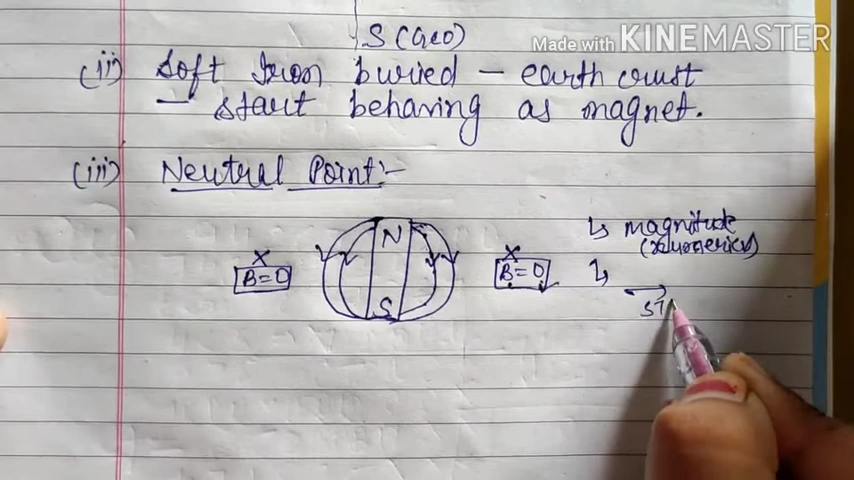 S (Geo)
Made with KINEMASTER
(ii) Soft Iron buried – earth crust
– start behaving as magnet.
(iii) Neutral Point:-
N
magnitude
X
X
B=0
B=0
S